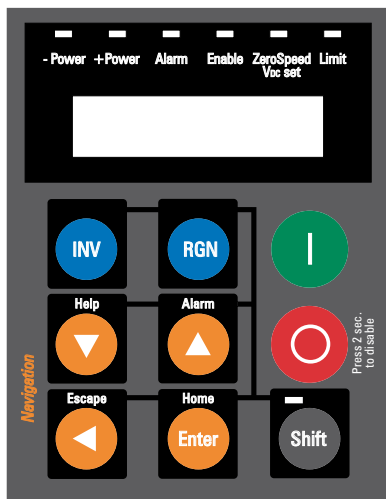 - Power +Power Alarm Enable ZeroSpeed Limit
VDC set
INV RGN
Help Alarm
Press 2 sec.
to disable
Navigation
Escape Home
Enter Shift